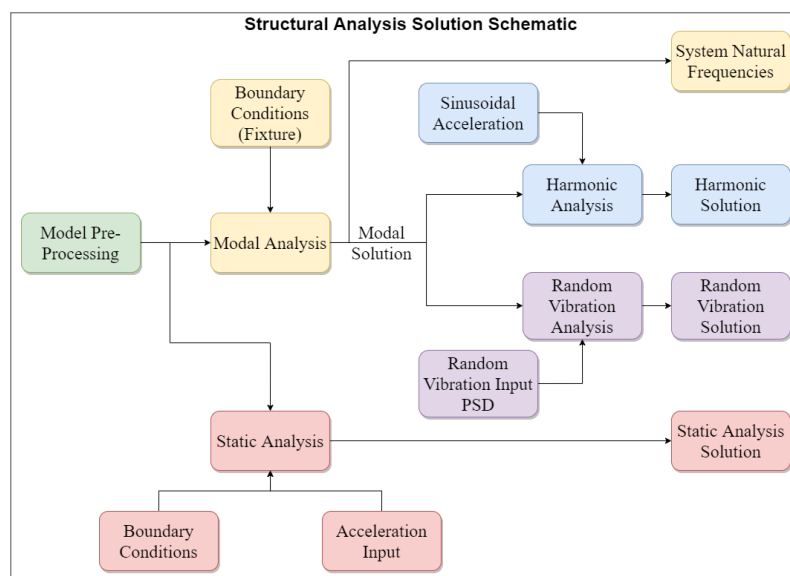 Structural Analysis Solution Schematic
System Natural
Frequencies
Boundary
Conditions
(Fixture)
Sinusoidal
Acceleration
Harmonic
Analysis
Harmonic
Solution
Model Pre-
Processing
Modal Analysis
Modal
Solution
Random
Vibration
Analysis
Random
Vibration
Solution
Random
Vibration Input
PSD
Static Analysis
Static Analysis
Solution
Boundary
Conditions
Acceleration
Input